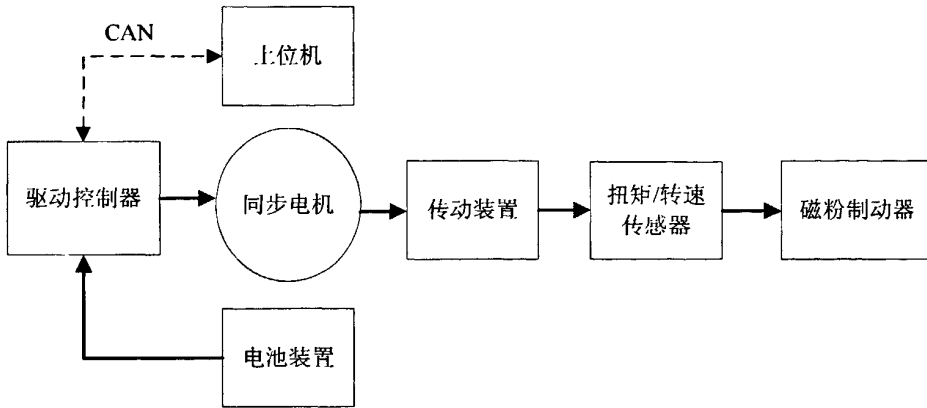 CAN
上位机
驱动控制器
同步电机
传动装置
扭矩/转速
传感器
磁粉制动器
电池装置